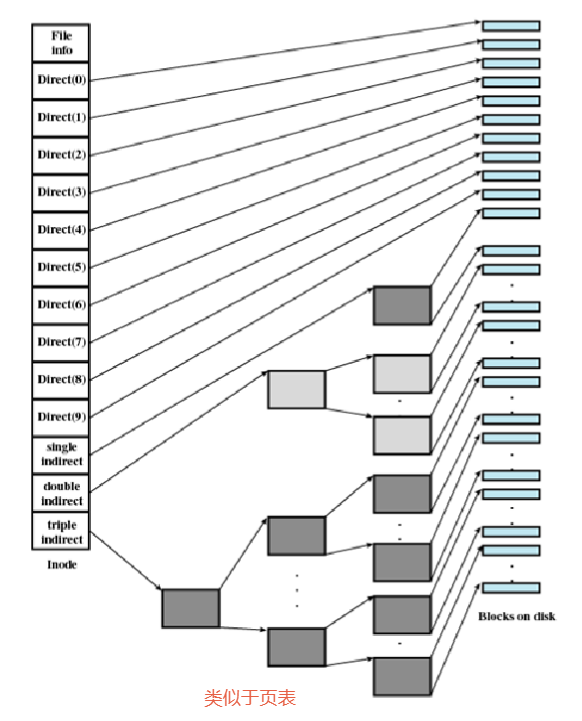 File
info
Direct(0)
Direct(1)
Direct(2)
Direct(3)
Direct(4)
Direct(5)
Direct(6)
Direct(7)
Direct(8)
Direct(9)
single
indirect
double
indirect
triple
indirect
Inode
Blocks on disk
类似于页表